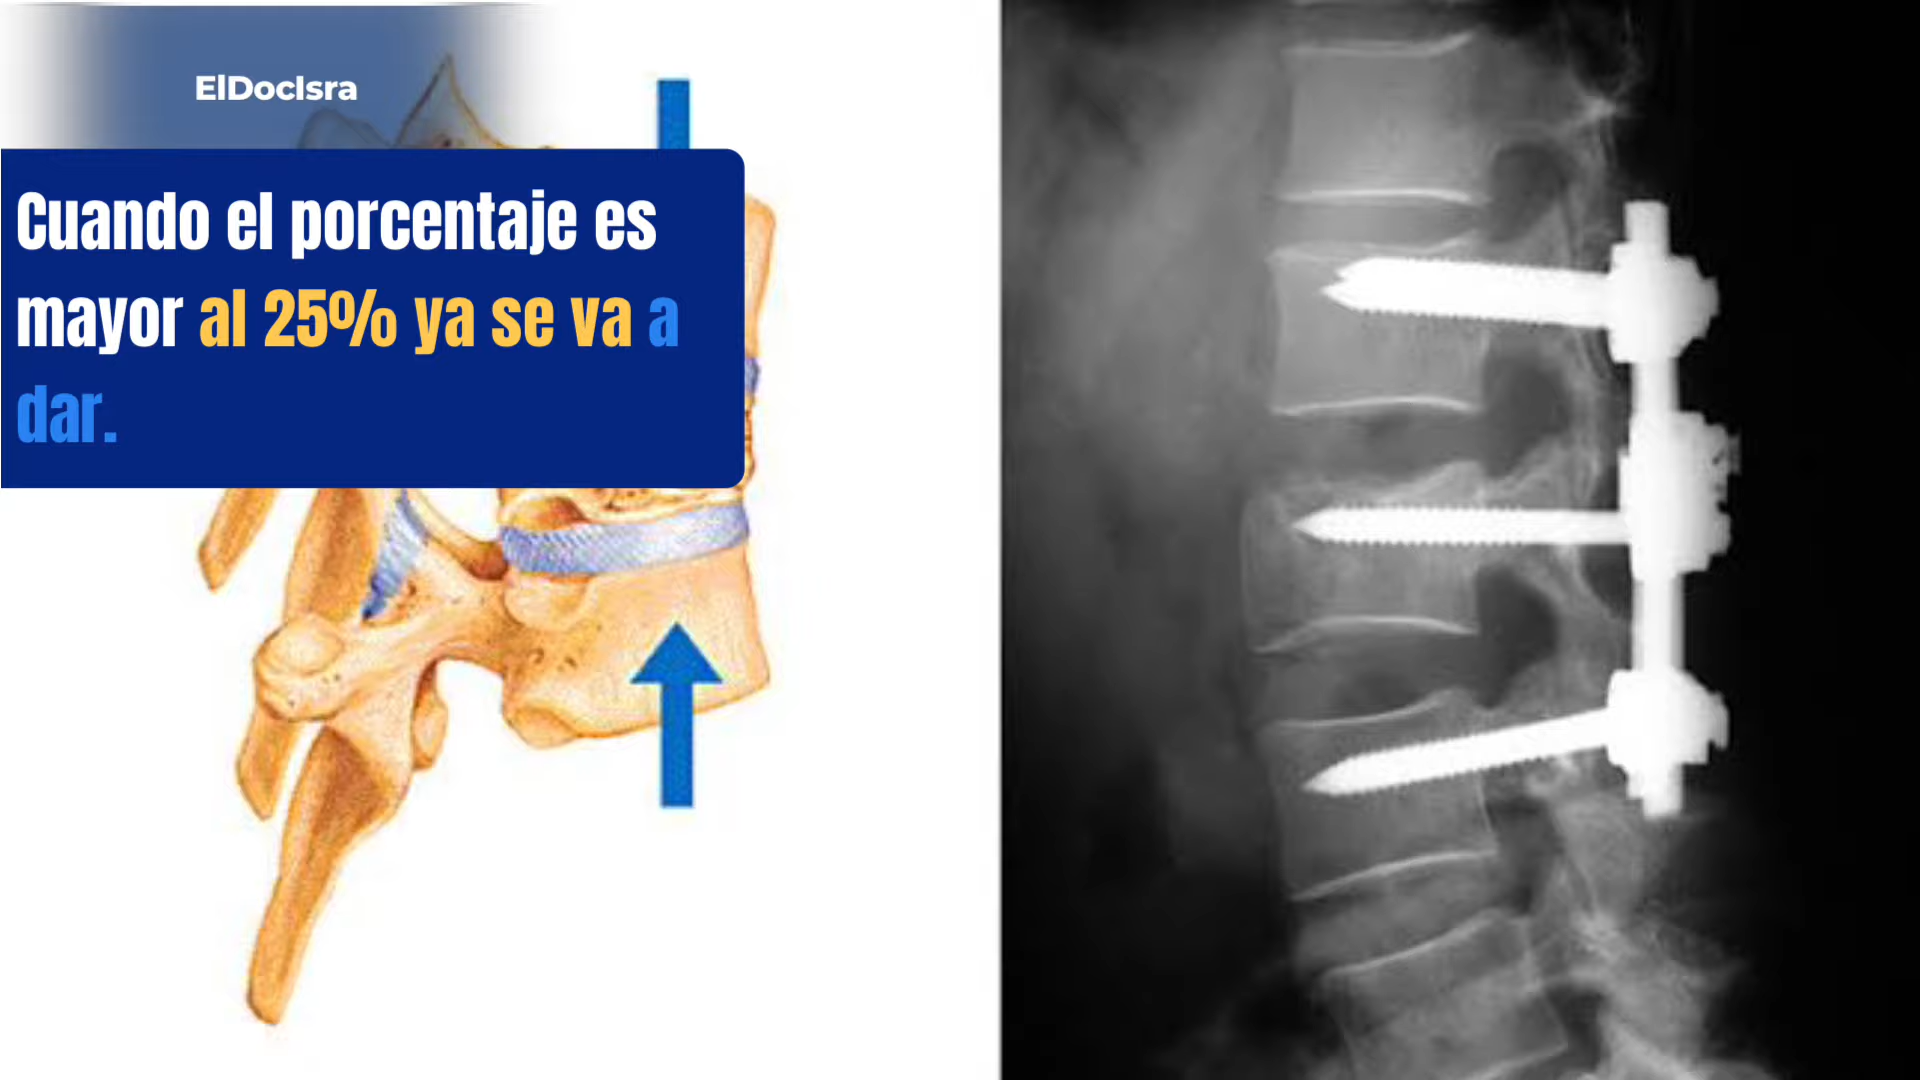 ElDocIsra
Cuando el porcentaje es
mayor al 25% ya se va a
dar.